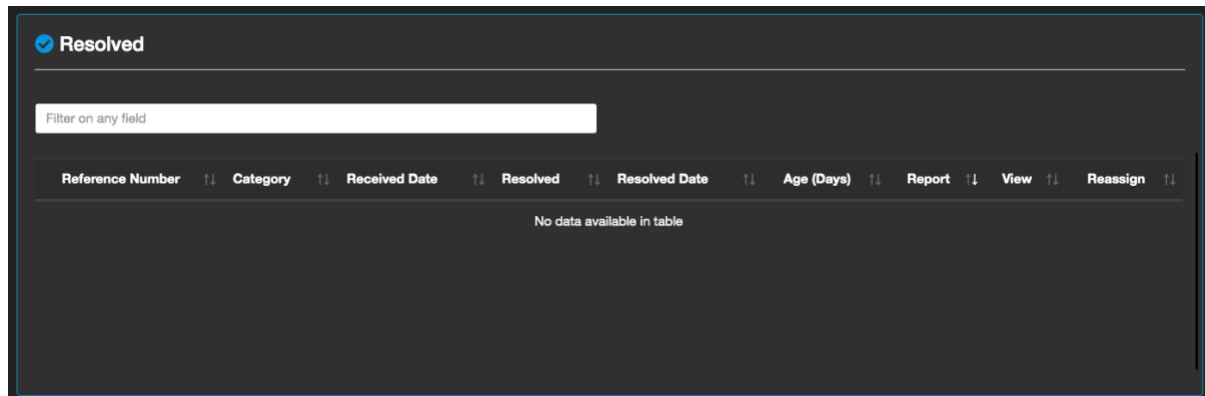 Resolved
Filter on any field
Reference Number Category Received Date Resolved Resolved Date Age (Days) Report View Reassign
No data available in table